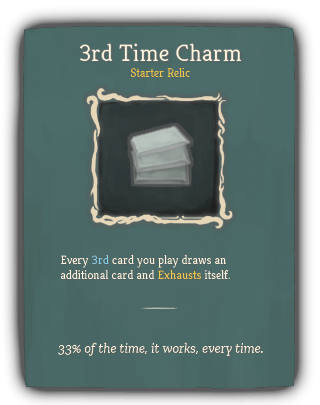 3rd Time Charm
Starter Relic
Every 3rd card you play draws an
additional card and Exhausts itself.
33% of the time, it works, every time.